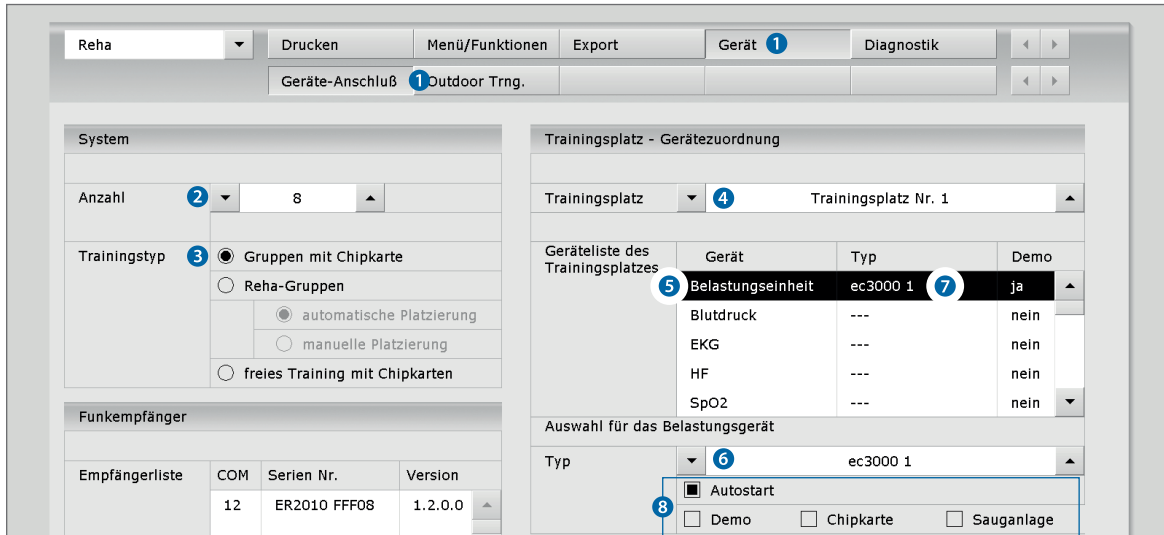 Reha Drucken Menü/Funktionen Export Gerät 1 Diagnostik
Geräte-Anschluß 1 Outdoor Trng.
System
Anzahl 2 8
Trainingstyp 3 Gruppen mit Chipkarte
Reha-Gruppen
automatische Platzierung
manuelle Platzierung
freies Training mit Chipkarten
Funkempfänger
Empfängerliste COM Serien Nr. Version
12 ER2010 FFF08 1.2.0.0
Trainingsplatz - Gerätezuordnung
Trainingsplatz 4 Trainingsplatz Nr. 1
Geräteliste des
Trainingsplatzes
Gerät Typ Demo
5 Belastungseinheit ec3000 1 7 ja
Blutdruck --- nein
EKG --- nein
HF --- nein
SpO2 --- nein
Auswahl für das Belastungsgerät
Typ 6 ec3000 1
8 Autostart
Demo Chipkarte Sauganlage